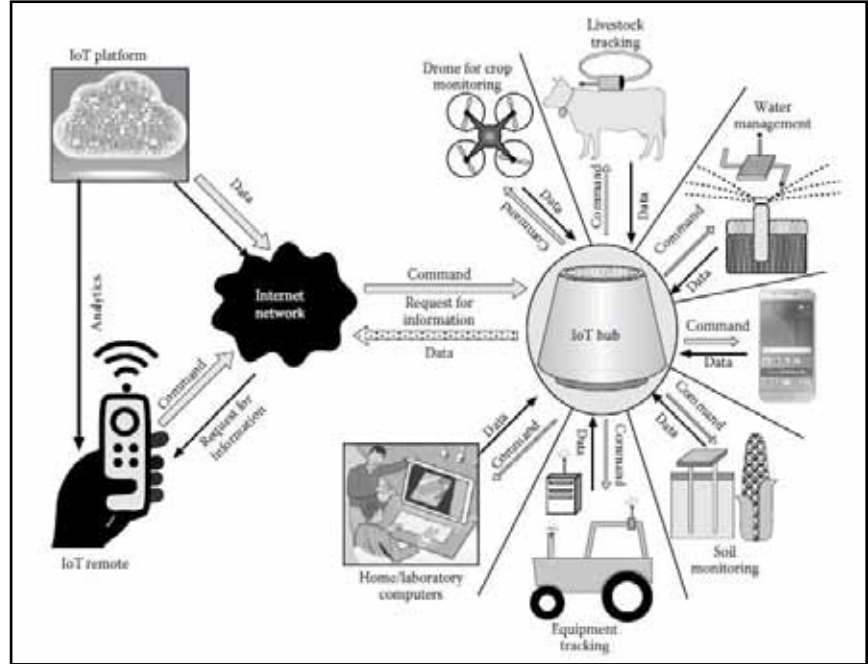 IoT platform
Data
Analytics
Internet
network
Command
Request for
information
IoT remote
Command
Request for
information
Data
IoT hub
Drone for crop
monitoring
Data
Command
Livestock
tracking
Command
Data
Water
management
Command
Data
Command
Data
Command
Data
Soil
monitoring
Data
Command
Equipment
tracking
Data
Command
Home/laboratory
computers